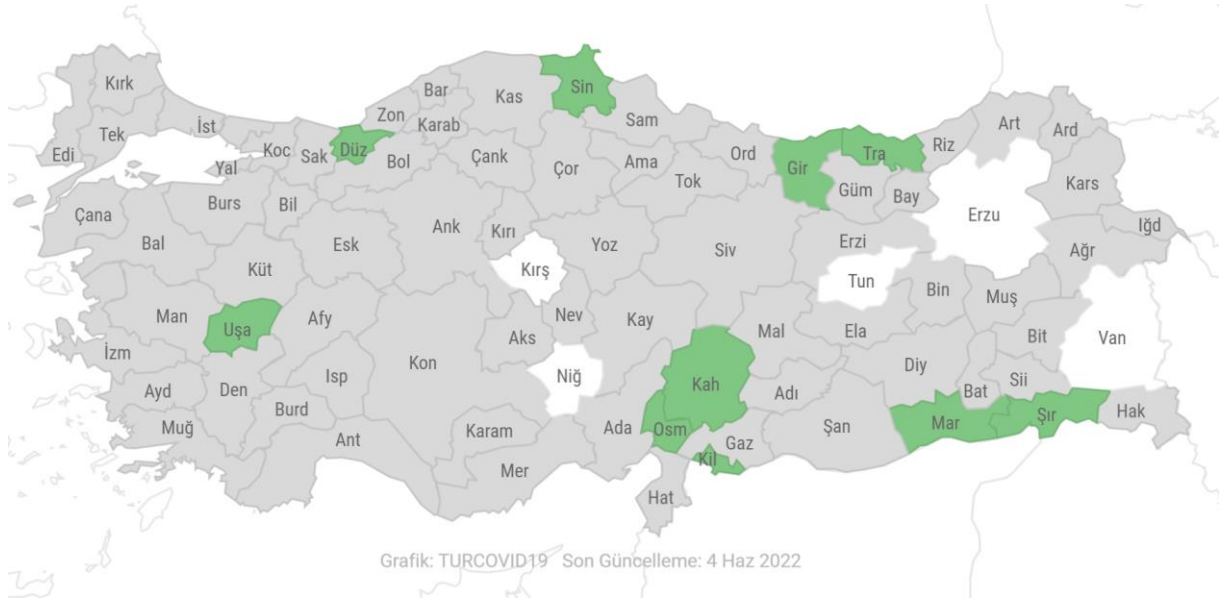 Kırk
Tek
Edi
İst
Koc
Yal
Sak
Düz
Zon
Bar
Karab
Kas
Sin
Sam
Bol
Çank
Çor
Ama
Ord
Tok
Gir
Tra
Riz
Art
Ard
Güm
Bay
Kars
Erzu
Iğd
Çana
Burs
Bil
Bal
Esk
Ank
Kırı
Yoz
Siv
Erzi
Ağr
Küt
Kırş
Tun
Bin
Muş
Man
Uşa
Afy
Nev
Kay
Mal
Ela
Bit
Van
İzm
Kon
Aks
Ayd
Den
Isp
Niğ
Kah
Adı
Diy
Bat
Sii
Burd
Muğ
Ant
Karam
Ada
Osm
Gaz
Şan
Mar
Şır
Hak
Mer
Kil
Hat
Grafik: TURCOVID19 Son Güncelleme: 4 Haz 2022